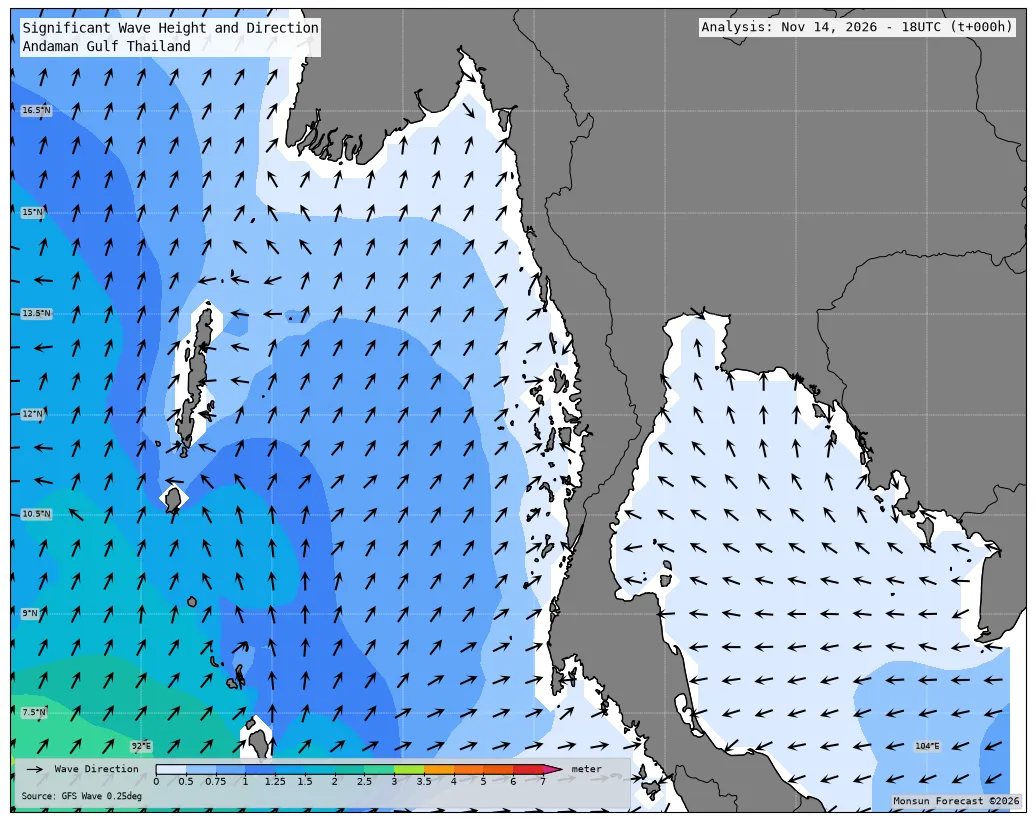 Significant Wave Height and Direction
Andaman Gulf Thailand
Analysis: Nov 14, 2026 - 18UTC (t+000h)
16.5°N
15°N
13.5°N
12°N
10.5°N
9°N
7.5°N
92°E
104°E
Wave Direction
0 0.5 0.75 1 1.25 1.5 2 2.5 3 3.5 4 5 6 7
meter
Source: GFS Wave 0.25deg
Monsun Forecast ©2026